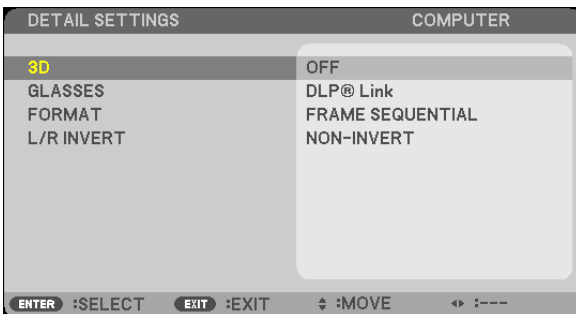 DETAIL SETTINGS COMPUTER
3D OFF
GLASSES DLP® Link
FORMAT FRAME SEQUENTIAL
L/R INVERT NON-INVERT
ENTER :SELECT EXIT :EXIT ▲▼ :MOVE ◀▶ :---